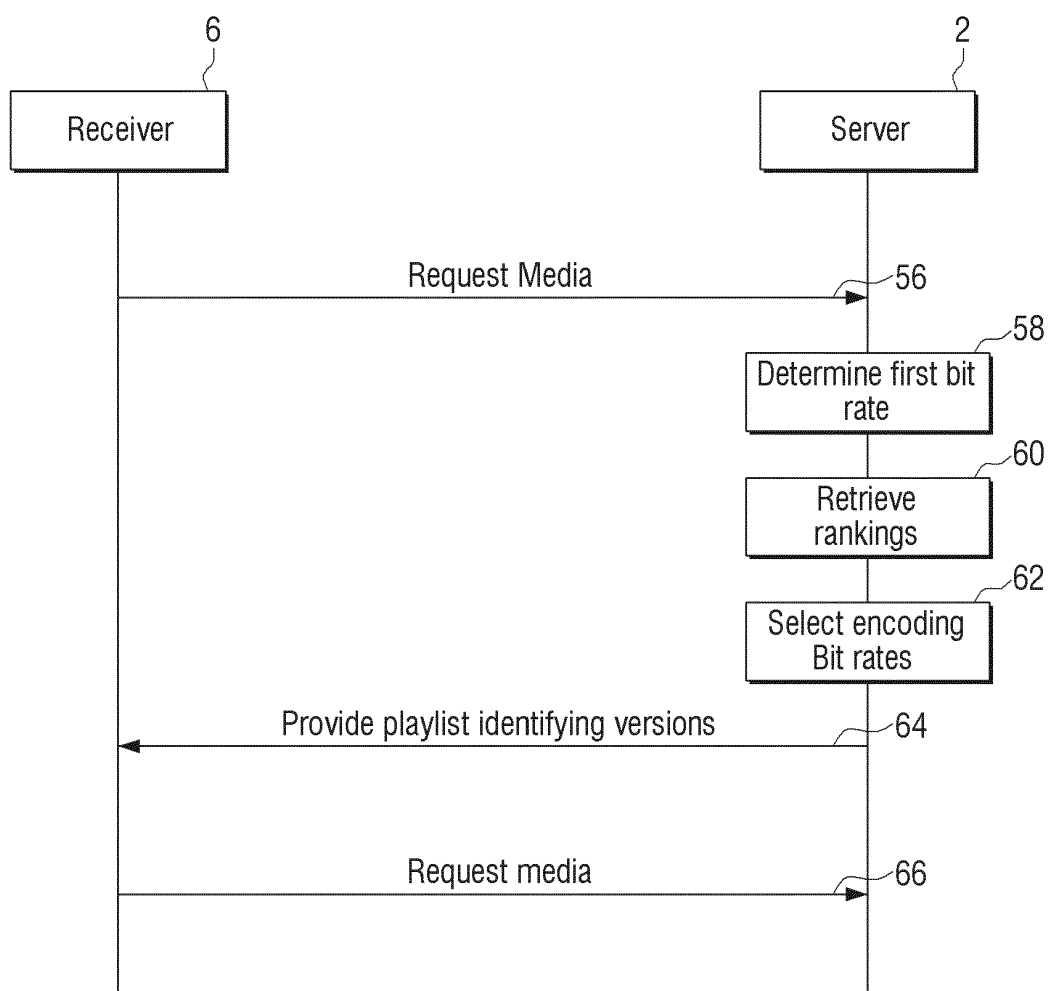 6
2
Receiver
Server
Request Media
56
58
Determine first bit
rate
60
Retrieve
rankings
62
Select encoding
Bit rates
Provide playlist identifying versions
64
Request media
66